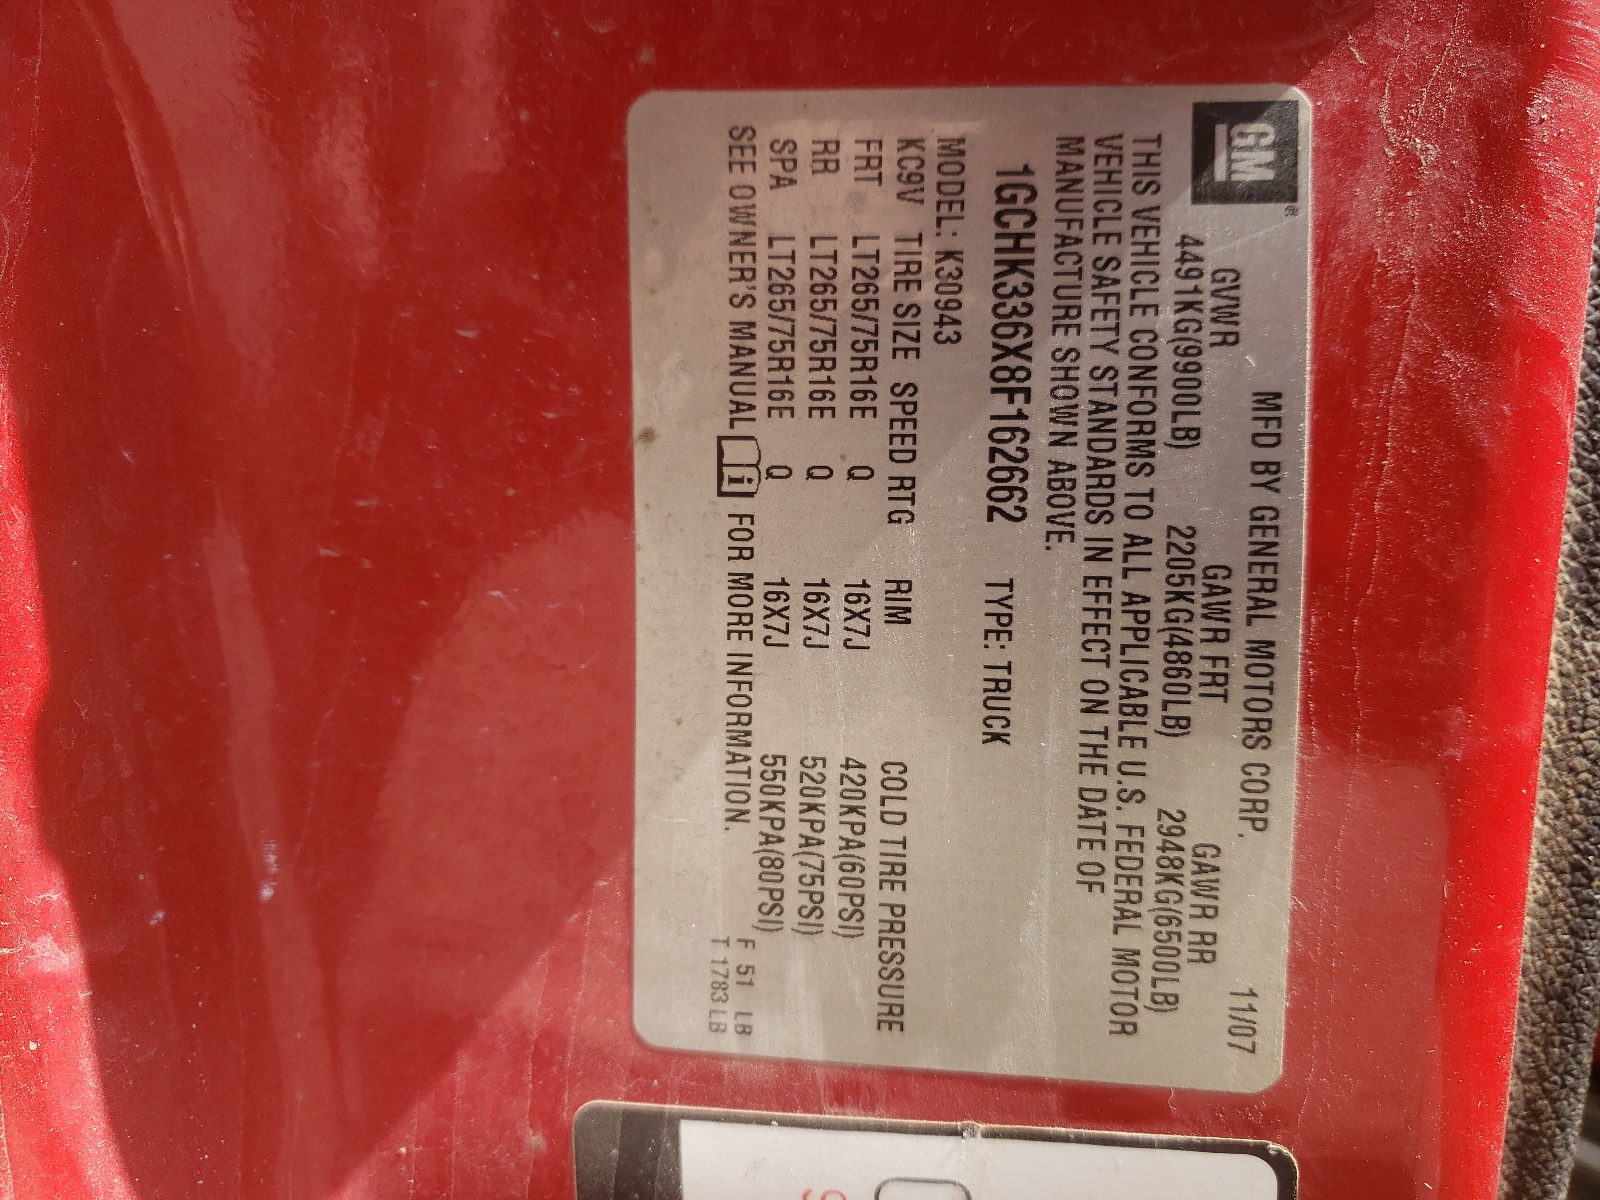 GM®
MFD BY GENERAL MOTORS CORP. 11/07
GVWR GAWR FRT GAWR RR
4491KG(9900LB) 2205KG(4860LB) 2948KG(6500LB)
THIS VEHICLE CONFORMS TO ALL APPLICABLE U.S. FEDERAL MOTOR
VEHICLE SAFETY STANDARDS IN EFFECT ON THE DATE OF
MANUFACTURE SHOWN ABOVE.
1GCHK336X8F162662 TYPE: TRUCK
MODEL: K30943
KC9V TIRE SIZE SPEED RTG RIM COLD TIRE PRESSURE
FRT LT265/75R16E Q 16X7J 420KPA(60PSI)
RR LT265/75R16E Q 16X7J 520KPA(75PSI)
SPA LT265/75R16E Q 16X7J 550KPA(80PSI)
SEE OWNER'S MANUAL i FOR MORE INFORMATION.
F 51 LB
T 1783 LB